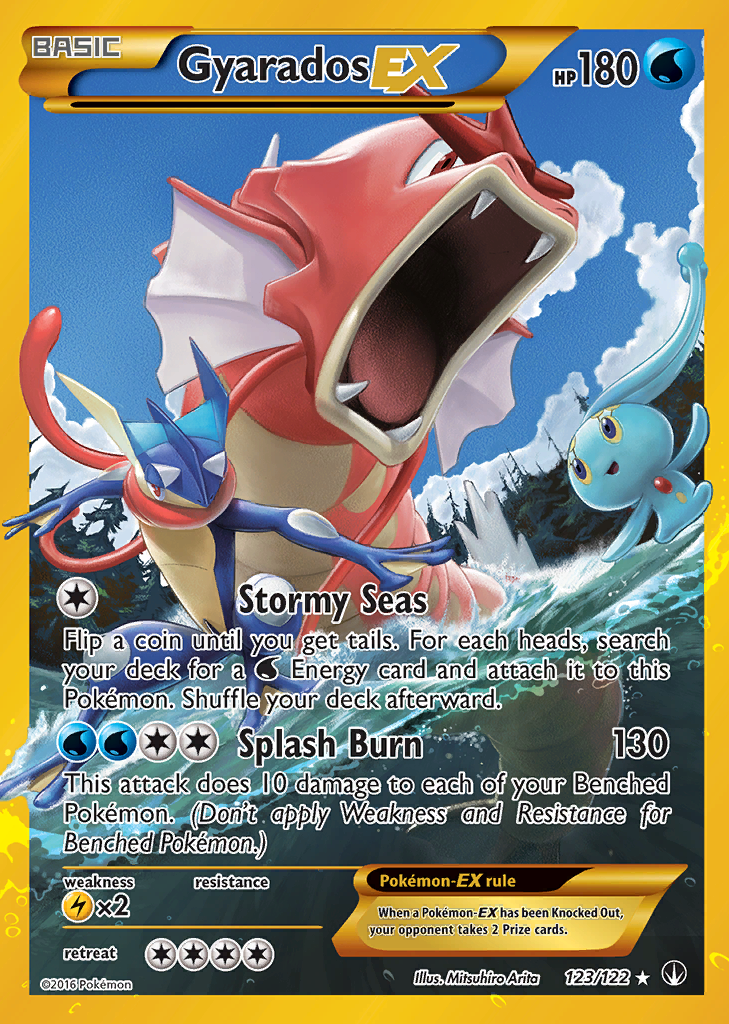 BASIC
Gyarados EX
HP 180
Stormy Seas
Flip a coin until you get tails. For each heads, search
your deck for a Energy card and attach it to this
Pokémon. Shuffle your deck afterward.
Splash Burn 130
This attack does 10 damage to each of your Benched
Pokémon. (Don't apply Weakness and Resistance for
Benched Pokémon.)
weakness resistance
×2
Pokémon-EX rule
When a Pokémon-EX has been Knocked Out,
your opponent takes 2 Prize cards.
retreat
©2016 Pokémon
Illus. Mitsuhiro Arita 123/122